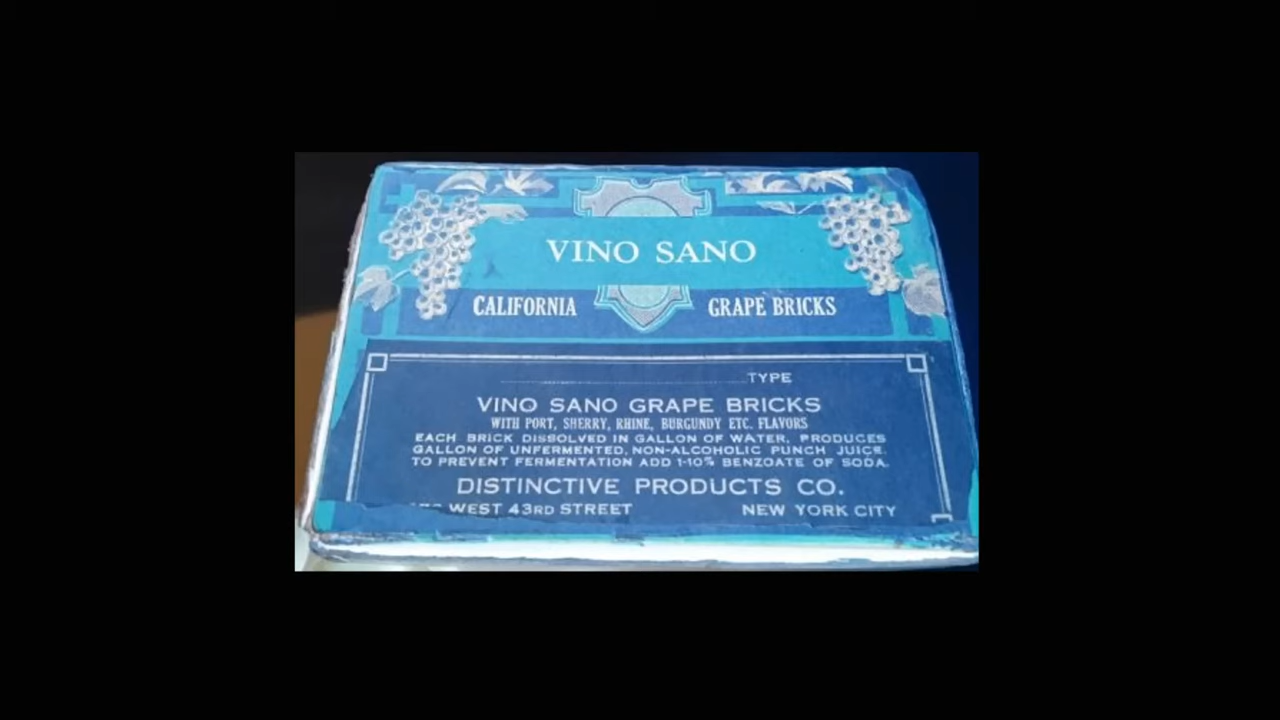 VINO SANO
CALIFORNIA GRAPE BRICKS
TYPE
VINO SANO GRAPE BRICKS
WITH PORT, SHERRY, RHINE, BURGUNDY ETC. FLAVORS
EACH BRICK DISSOLVED IN GALLON OF WATER, PRODUCES
GALLON OF UNFERMENTED, NON-ALCOHOLIC PUNCH JUICE.
TO PREVENT FERMENTATION ADD 1-10% BENZOATE OF SODA.
DISTINCTIVE PRODUCTS CO.
WEST 43RD STREET NEW YORK CITY